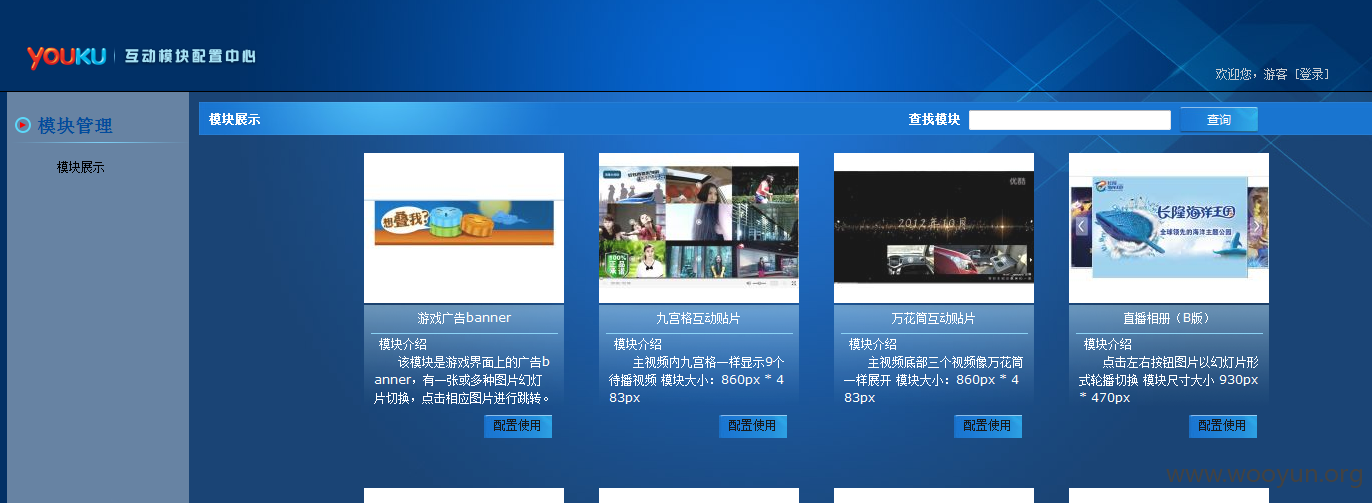 YOUKU 互动模块配置中心
欢迎您，游客 [登录]
模块管理
模块展示
模块展示
查找模块
查询
想叠我?
100%
正品
优酷
2012年10月
长隆海洋王国
全球领先的海洋主题公园
游戏广告banner
模块介绍
该模块是游戏界面上的广告b
anner，有一张或多种图片幻灯
片切换，点击相应图片进行跳转。
配置使用
九宫格互动贴片
模块介绍
主视频内九宫格一样显示9个
待播视频 模块大小：860px * 4
83px
配置使用
万花筒互动贴片
模块介绍
主视频底部三个视频像万花筒
一样展开 模块大小：860px * 4
83px
配置使用
直播相册（B版）
模块介绍
点击左右按钮图片以幻灯片形
式轮播切换 模块尺寸大小 930px
* 470px
配置使用
www.wooyun.org